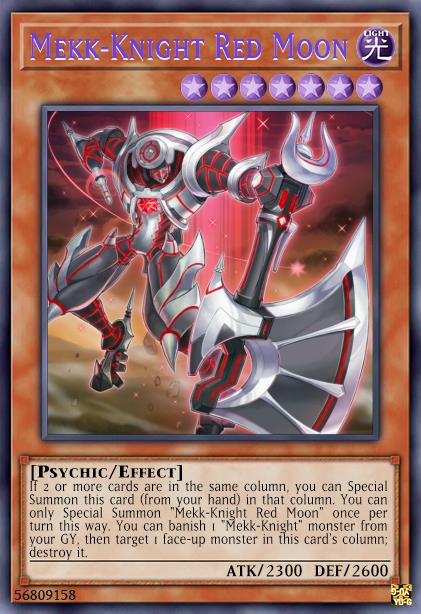 MEKK-KNIGHT RED MOON
LIGHT
光
[PSYCHIC/EFFECT]
If 2 or more cards are in the same column, you can Special
Summon this card (from your hand) in that column. You can
only Special Summon "Mekk-Knight Red Moon" once per
turn this way. You can banish 1 "Mekk-Knight" monster from
your GY, then target 1 face-up monster in this card's column;
destroy it.
ATK/2300 DEF/2600
56809158